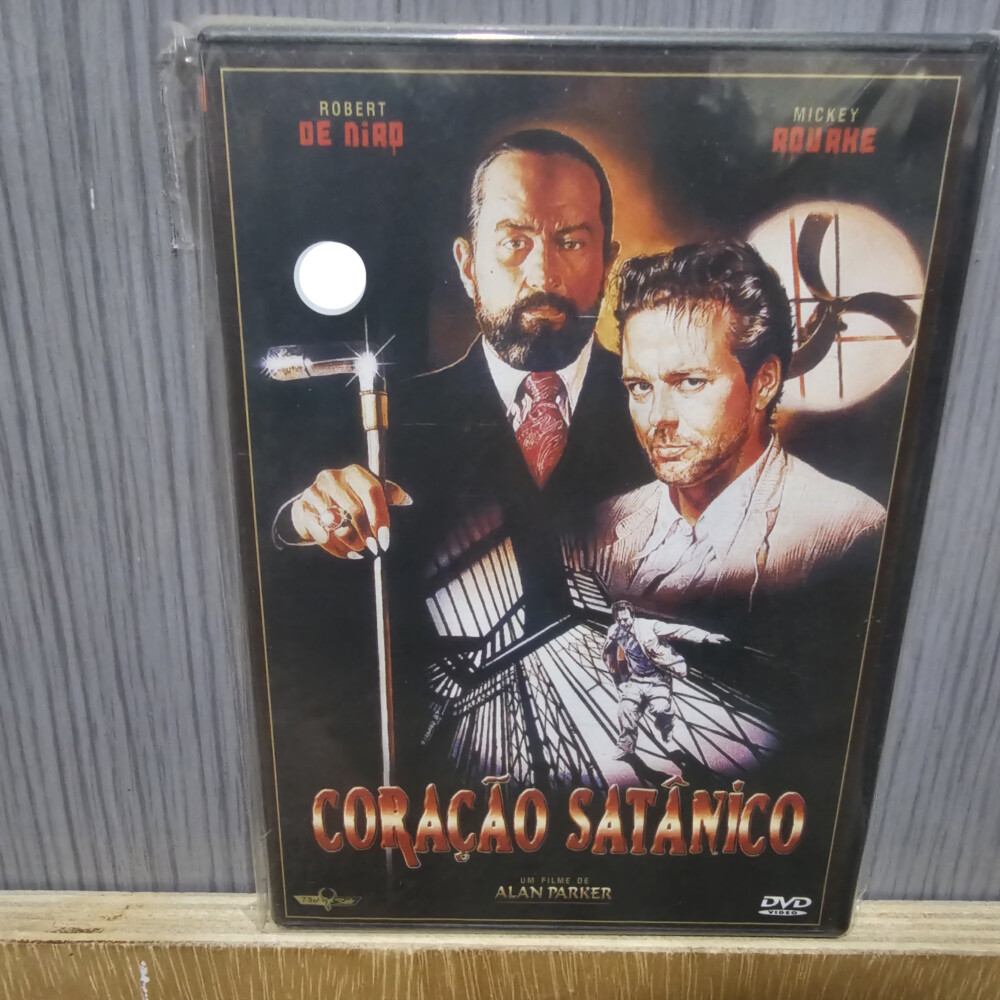 ROBERT
DE NIRO
MICKEY
ROURKE
CORAÇÃO SATÂNICO
UM FILME DE
ALAN PARKER
DVD
VIDEO